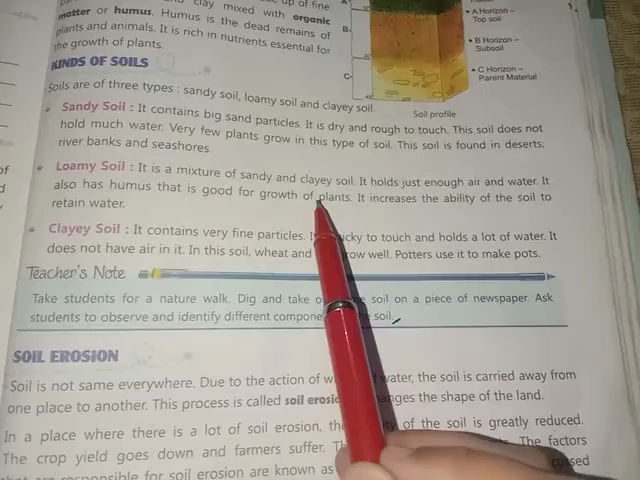 up of fine
clay mixed with organic
matter or humus. Humus is the dead remains of
plants and animals. It is rich in nutrients essential for
the growth of plants.
A
B
C
• A Horizon –
Top soil
• B Horizon –
Subsoil
• C Horizon –
Parent Material
Soil profile
KINDS OF SOILS
Soils are of three types : sandy soil, loamy soil and clayey soil.
Sandy Soil : It contains big sand particles. It is dry and rough to touch. This soil does not
hold much water. Very few plants grow in this type of soil. This soil is found in deserts,
river banks and seashores.
Loamy Soil : It is a mixture of sandy and clayey soil. It holds just enough air and water. It
also has humus that is good for growth of plants. It increases the ability of the soil to
retain water.
Clayey Soil : It contains very fine particles. to touch and holds a lot of water. It
does not have air in it. In this soil, wheat and grow well. Potters use it to make pots.
Teacher's Note
Take students for a nature walk. Dig and take soil on a piece of newspaper. Ask
students to observe and identify different soil.
SOIL EROSION
Soil is not same everywhere. Due to the action of water, the soil is carried away from
one place to another. This process is called soil the shape of the land.
In a place where there is a lot of soil erosion, of the soil is greatly reduced.
The crop yield goes down and farmers suffer. The factors
responsible for soil erosion are known as